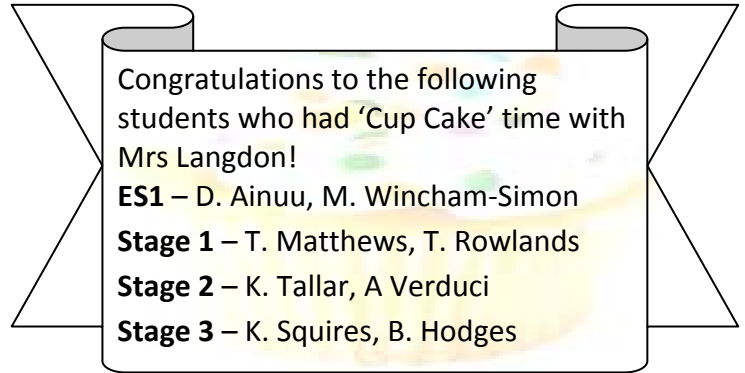 Congratulations to the following
students who had ‘Cup Cake’ time with
Mrs Langdon!
ES1 – D. Ainuu, M. Wincham-Simon
Stage 1 – T. Matthews, T. Rowlands
Stage 2 – K. Tallar, A Verduci
Stage 3 – K. Squires, B. Hodges